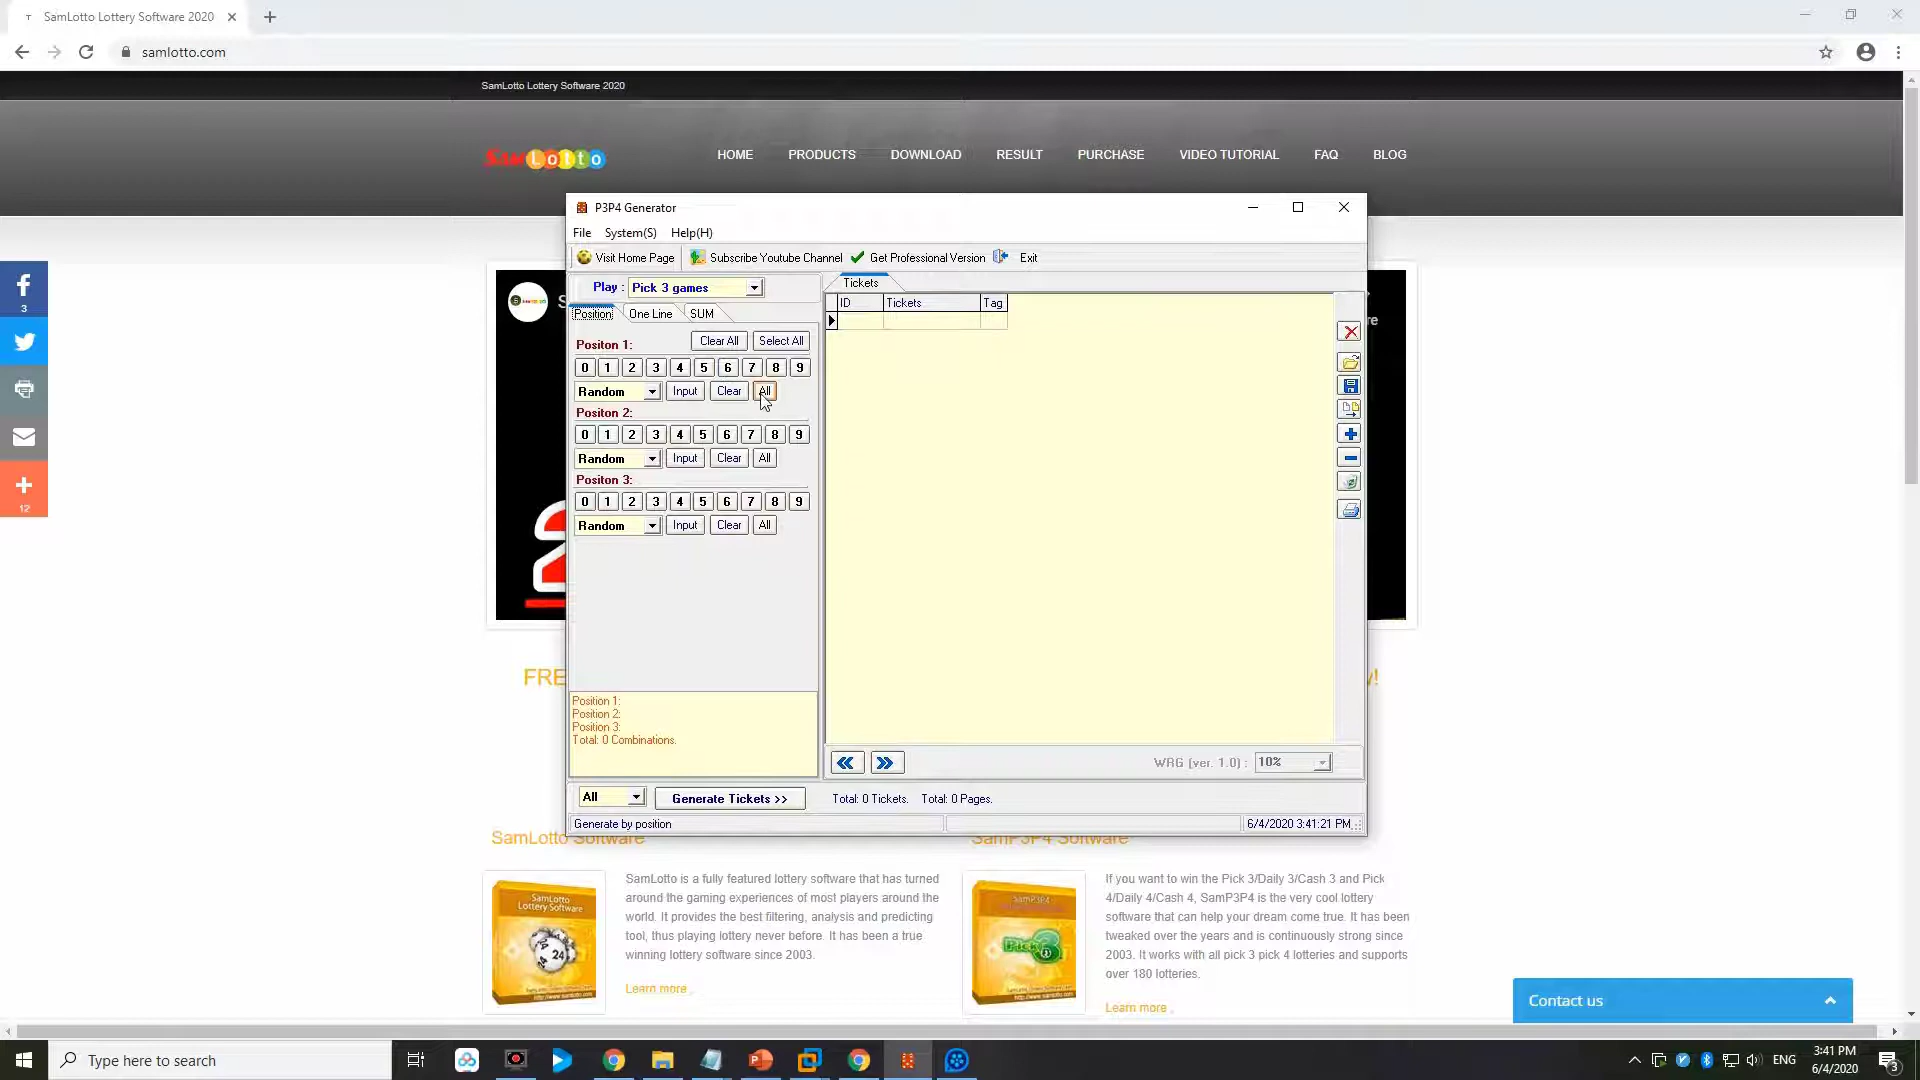 SamLotto Lottery Software 2020
samlotto.com
SamLotto Lottery Software 2020
SamLotto
HOME PRODUCTS DOWNLOAD RESULT PURCHASE VIDEO TUTORIAL FAQ BLOG
P3P4 Generator
File System(S) Help(H)
Visit Home Page Subscribe Youtube Channel Get Professional Version Exit
Play : Pick 3 games
Tickets
Position One Line SUM
ID Tickets Tag
Positon 1: Clear All Select All
0 1 2 3 4 5 6 7 8 9
Random Input Clear All
Positon 2:
0 1 2 3 4 5 6 7 8 9
Random Input Clear All
Positon 3:
0 1 2 3 4 5 6 7 8 9
Random Input Clear All
3
12
Position 1:
Position 2:
Position 3:
Total: 0 Combinations.
WRG (ver. 1.0) : 10%
All Generate Tickets >> Total: 0 Tickets. Total: 0 Pages.
Generate by position 6/4/2020 3:41:21 PM
SamLotto Software
SamLotto is a fully featured lottery software that has turned
around the gaming experiences of most players around the
world. It provides the best filtering, analysis and predicting
tool, thus playing lottery never before. It has been a true
winning lottery software since 2003.
Learn more
SamP3P4 Software
If you want to win the Pick 3/Daily 3/Cash 3 and Pick
4/Daily 4/Cash 4, SamP3P4 is the very cool lottery
software that can help your dream come true. It has been
tweaked over the years and is continuously strong since
2003. It works with all pick 3 pick 4 lotteries and supports
over 180 lotteries.
Learn more
Contact us
Type here to search
ENG
3:41 PM
6/4/2020
3